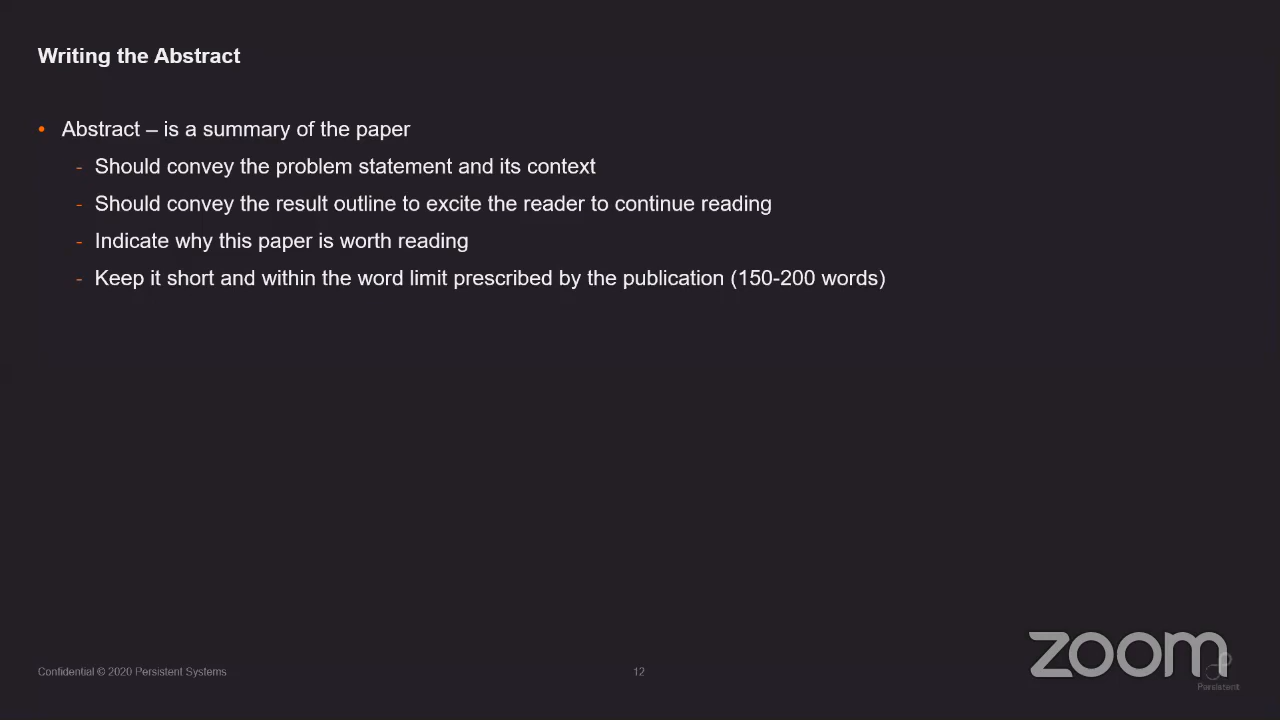 Writing the Abstract
• Abstract – is a summary of the paper
- Should convey the problem statement and its context
- Should convey the result outline to excite the reader to continue reading
- Indicate why this paper is worth reading
- Keep it short and within the word limit prescribed by the publication (150-200 words)
Confidential © 2020 Persistent Systems
12
zoom
Persistent